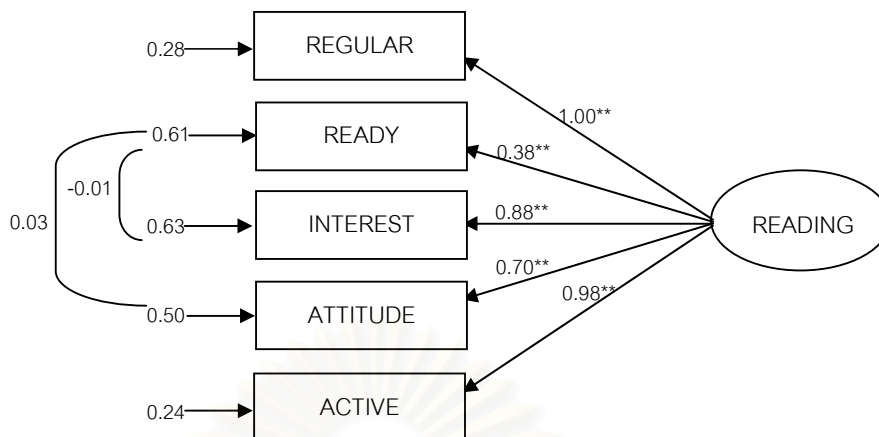 0.28 REGULAR
1.00**
0.61 READY
0.38**
-0.01
0.03
0.63 INTEREST
0.88**
READING
0.70**
0.50 ATTITUDE
0.98**
0.24 ACTIVE